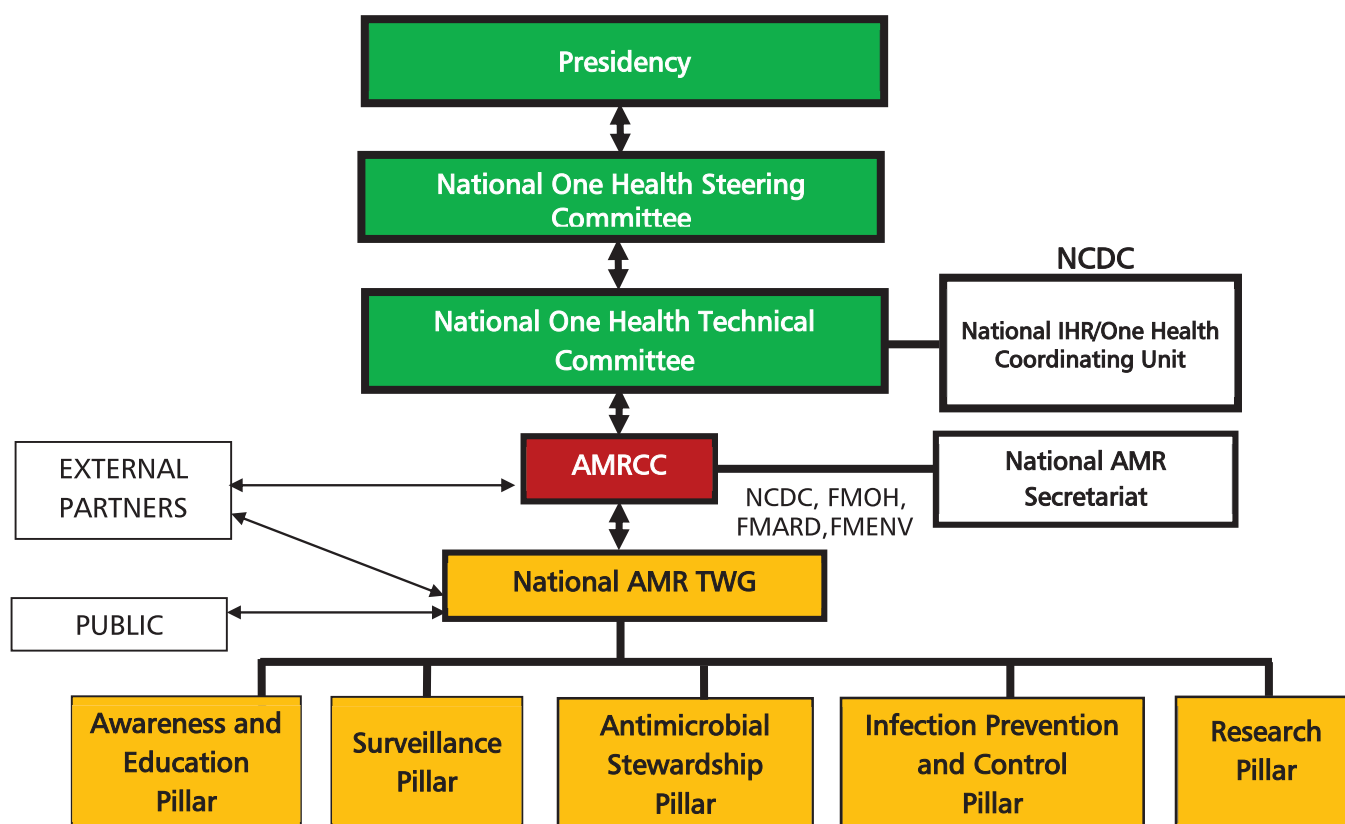 Presidency
National One Health Steering
Committee
NCDC
National One Health Technical
Committee
National IHR/One Health
Coordinating Unit
EXTERNAL
PARTNERS
AMRCC
National AMR
Secretariat
NCDC, FMOH,
FMARD,FMENV
National AMR TWG
PUBLIC
Awareness and
Education
Pillar
Surveillance
Pillar
Antimicrobial
Stewardship
Pillar
Infection Prevention
and Control
Pillar
Research
Pillar